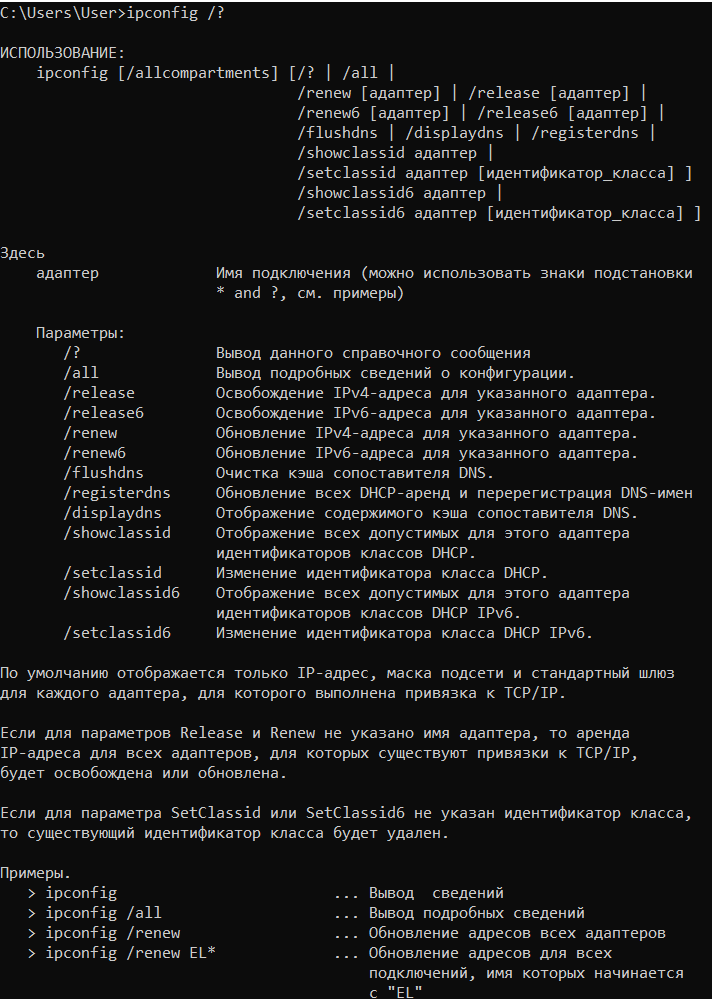 C:\Users\User>ipconfig /?
ИСПОЛЬЗОВАНИЕ:
ipconfig [/allcompartments] [/? | /all |
/renew [адаптер] | /release [адаптер] |
/renew6 [адаптер] | /release6 [адаптер] |
/flushdns | /displaydns | /registerdns |
/showclassid адаптер |
/setclassid адаптер [идентификатор_класса] ]
/showclassid6 адаптер |
/setclassid6 адаптер [идентификатор_класса] ]
Здесь
адаптер Имя подключения (можно использовать знаки подстановки
* and ?, см. примеры)
Параметры:
/? Вывод данного справочного сообщения
/all Вывод подробных сведений о конфигурации.
/release Освобождение IPv4-адреса для указанного адаптера.
/release6 Освобождение IPv6-адреса для указанного адаптера.
/renew Обновление IPv4-адреса для указанного адаптера.
/renew6 Обновление IPv6-адреса для указанного адаптера.
/flushdns Очистка кэша сопоставителя DNS.
/registerdns Обновление всех DHCP-аренд и перерегистрация DNS-имен
/displaydns Отображение содержимого кэша сопоставителя DNS.
/showclassid Отображение всех допустимых для этого адаптера
идентификаторов классов DHCP.
/setclassid Изменение идентификатора класса DHCP.
/showclassid6 Отображение всех допустимых для этого адаптера
идентификаторов классов DHCP IPv6.
/setclassid6 Изменение идентификатора класса DHCP IPv6.
По умолчанию отображается только IP-адрес, маска подсети и стандартный шлюз
для каждого адаптера, для которого выполнена привязка к TCP/IP.
Если для параметров Release и Renew не указано имя адаптера, то аренда
IP-адреса для всех адаптеров, для которых существуют привязки к TCP/IP,
будет освобождена или обновлена.
Если для параметра SetClassid или SetClassid6 не указан идентификатор класса,
то существующий идентификатор класса будет удален.
Примеры.
> ipconfig ... Вывод  сведений
> ipconfig /all ... Вывод подробных сведений
> ipconfig /renew ... Обновление адресов всех адаптеров
> ipconfig /renew EL* ... Обновление адресов для всех
подключений, имя которых начинается
с "EL"